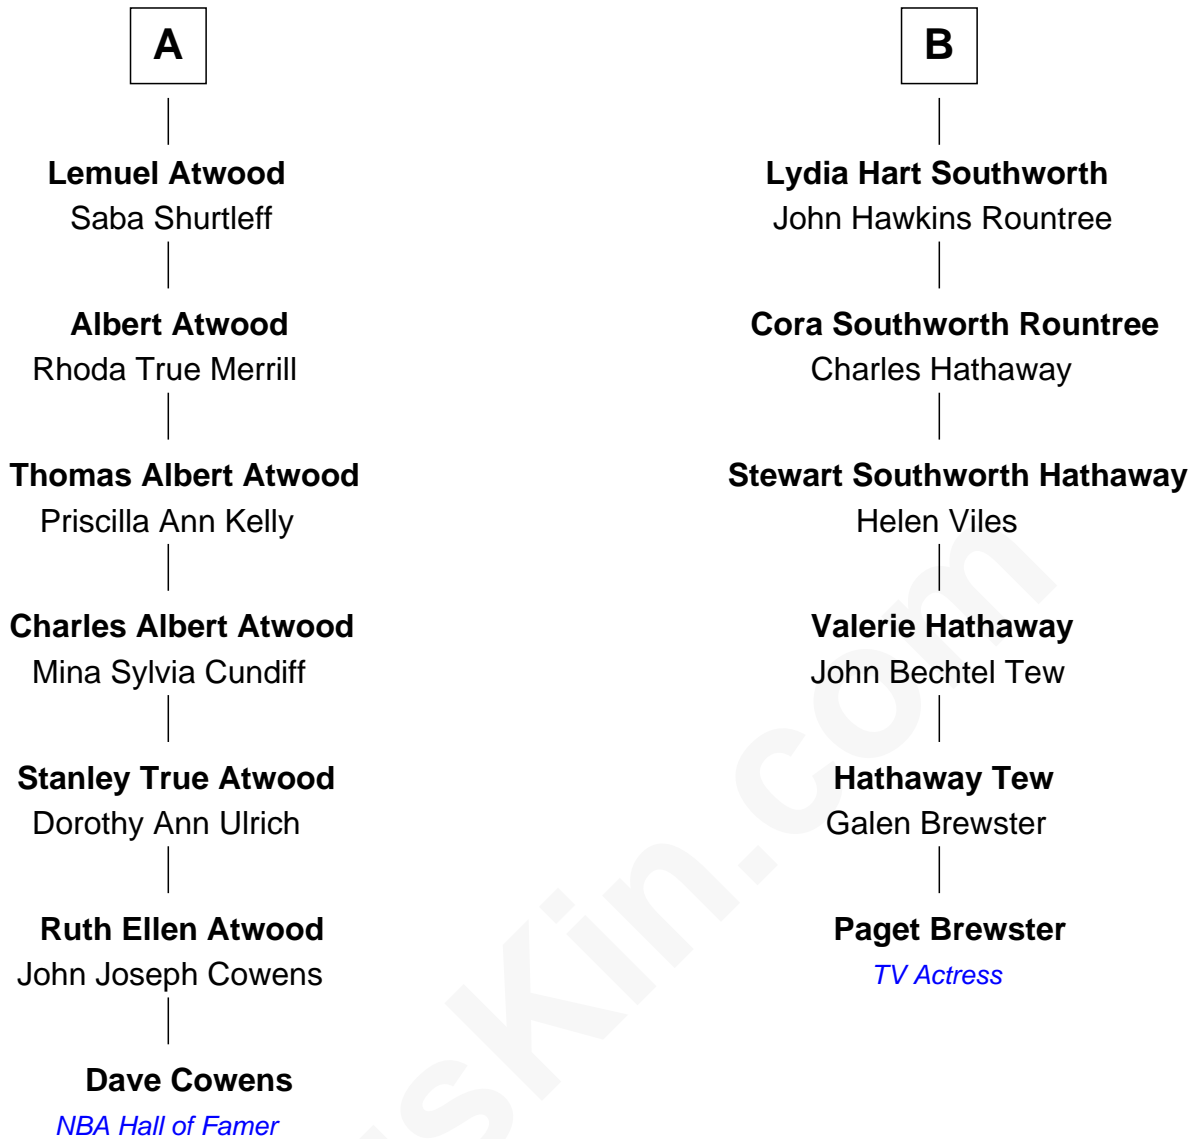 A
Lemuel Atwood
Saba Shurtleff
Albert Atwood
Rhoda True Merrill
Thomas Albert Atwood
Priscilla Ann Kelly
Charles Albert Atwood
Mina Sylvia Cundiff
Stanley True Atwood
Dorothy Ann Ulrich
Ruth Ellen Atwood
John Joseph Cowens
Dave Cowens
NBA Hall of Famer
B
Lydia Hart Southworth
John Hawkins Rountree
Cora Southworth Rountree
Charles Hathaway
Stewart Southworth Hathaway
Helen Viles
Valerie Hathaway
John Bechtel Tew
Hathaway Tew
Galen Brewster
Paget Brewster
TV Actress
sKin.com